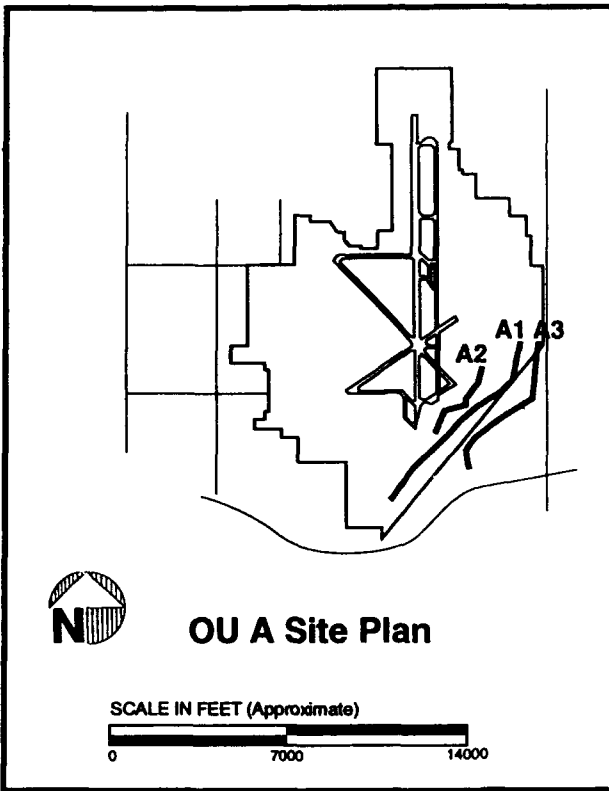 A1 A3
A2
N
OU A Site Plan
SCALE IN FEET (Approximate)
0 7000 14000